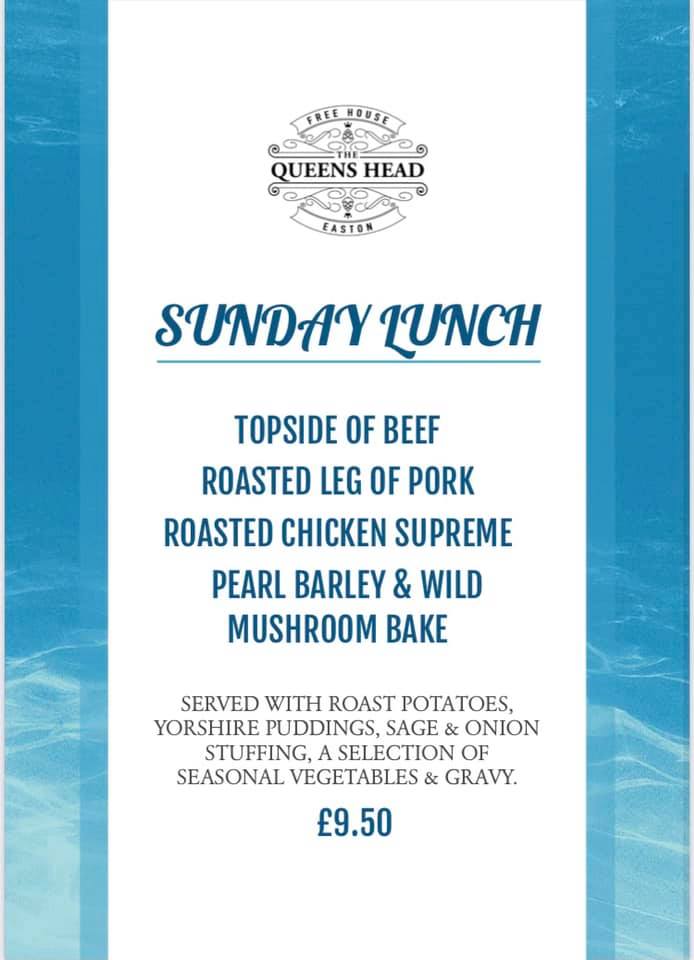 FREE HOUSE
THE
QUEENS HEAD
EASTON
SUNDAY LUNCH
TOPSIDE OF BEEF
ROASTED LEG OF PORK
ROASTED CHICKEN SUPREME
PEARL BARLEY & WILD
MUSHROOM BAKE
SERVED WITH ROAST POTATOES,
YORSHIRE PUDDINGS, SAGE & ONION
STUFFING, A SELECTION OF
SEASONAL VEGETABLES & GRAVY.
£9.50